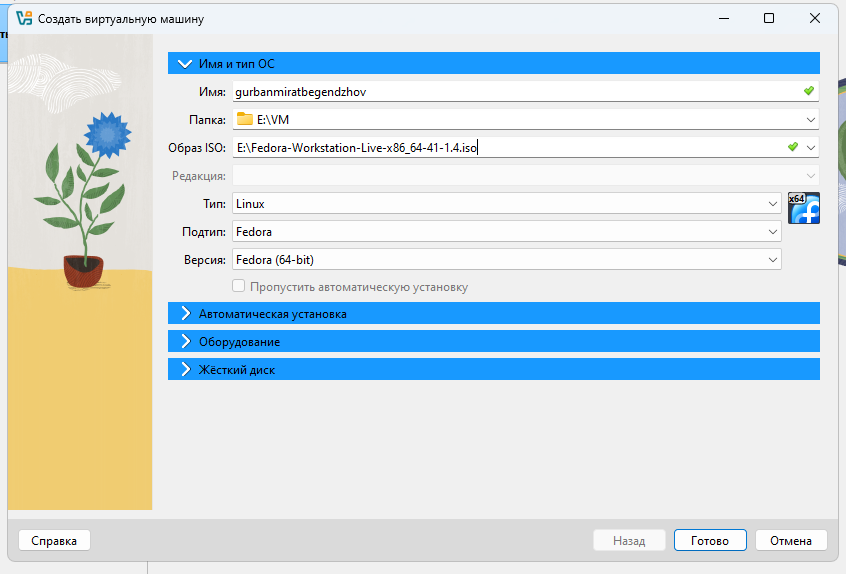 Создать виртуальную машину
Имя и тип ОС
Имя: gurbanmiratbegendzhov
Папка: E:\VM
Образ ISO: E:\Fedora-Workstation-Live-x86_64-41-1.4.iso
Редакция:
Тип: Linux
x64
Подтип: Fedora
Версия: Fedora (64-bit)
Пропустить автоматическую установку
Автоматическая установка
Оборудование
Жёсткий диск
Справка Назад Готово Отмена